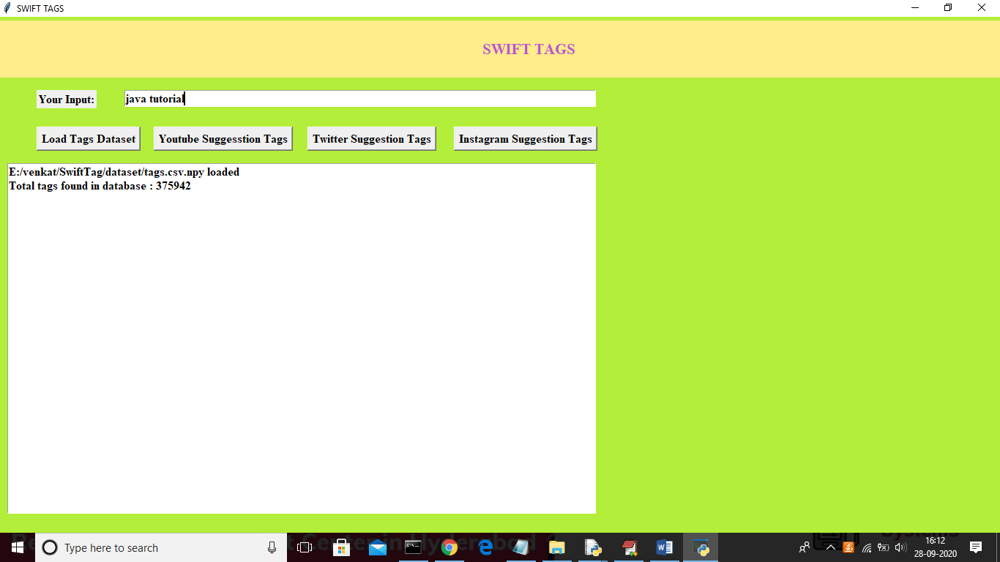 SWIFT TAGS
SWIFT TAGS
Your Input:
java tutorial
Load Tags Dataset
Youtube Suggesstion Tags
Twitter Suggestion Tags
Instagram Suggestion Tags
E:/venkat/SwiftTag/dataset/tags.csv.npy loaded
Total tags found in database : 375942
Type here to search
16:12
28-09-2020